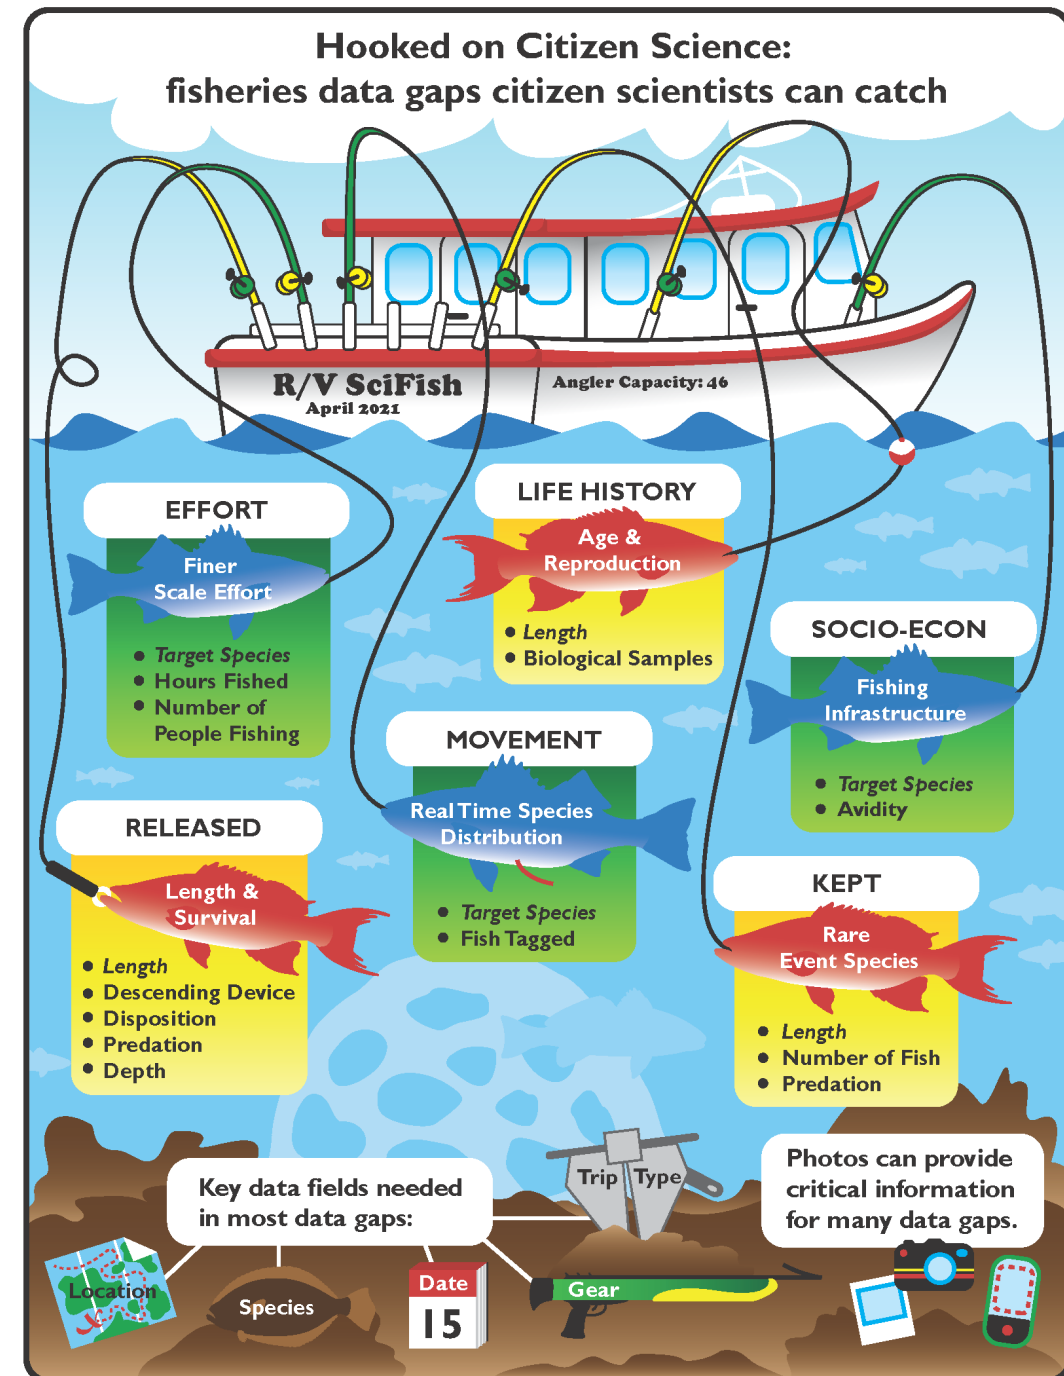 Hooked on Citizen Science:
fisheries data gaps citizen scientists can catch
R/V SciFish
April 2021
Angler Capacity: 46
EFFORT
Finer
Scale Effort
• Target Species
• Hours Fished
• Number of
People Fishing
LIFE HISTORY
Age &
Reproduction
• Length
• Biological Samples
SOCIO-ECON
Fishing
Infrastructure
• Target Species
• Avidity
MOVEMENT
Real Time Species
Distribution
• Target Species
• Fish Tagged
RELEASED
Length &
Survival
• Length
• Descending Device
• Disposition
• Predation
• Depth
KEPT
Rare
Event Species
• Length
• Number of Fish
• Predation
Key data fields needed
in most data gaps:
Location
Species
Date
15
Trip Type
Gear
Photos can provide
critical information
for many data gaps.